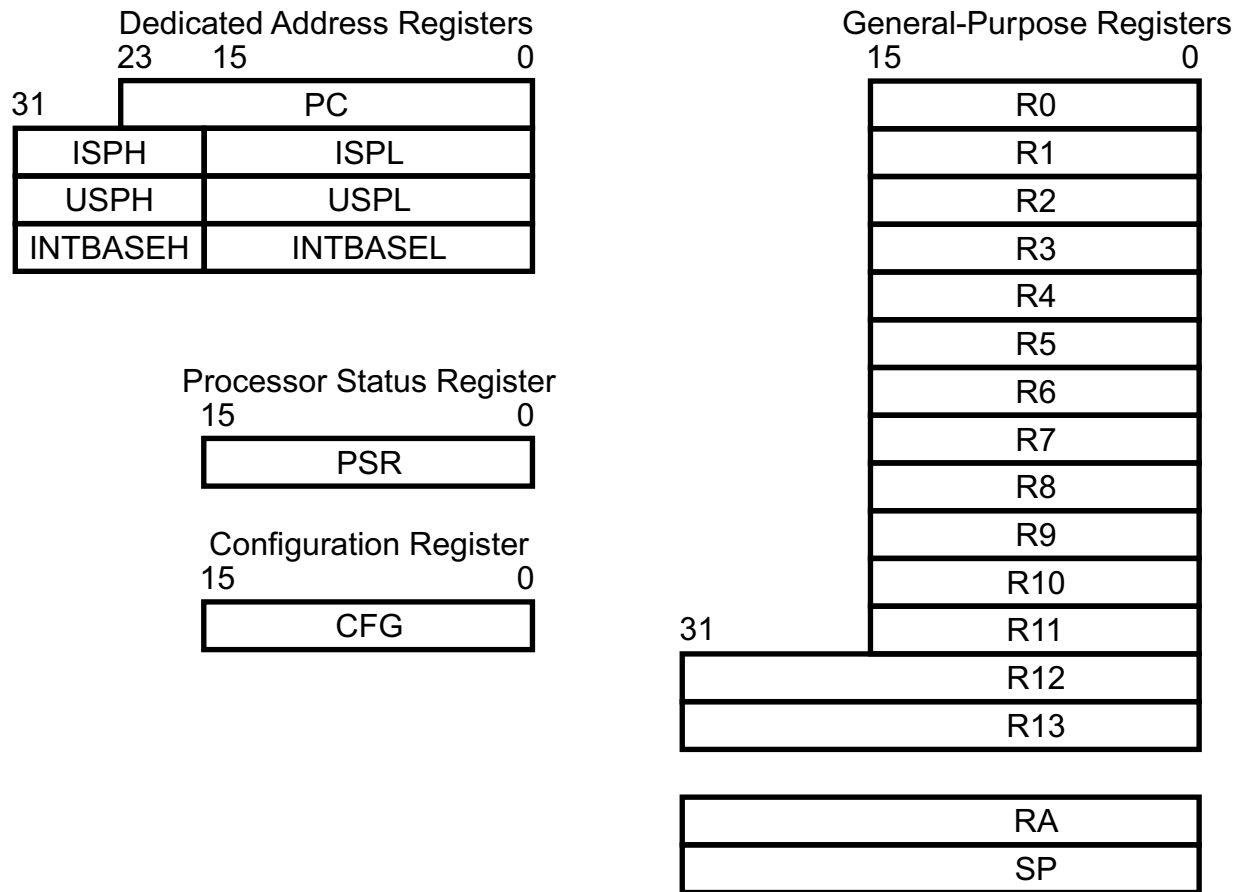 Dedicated Address Registers
23 15 0
31 PC
ISPH ISPL
USPH USPL
INTBASEH INTBASEL
Processor Status Register
15 0
PSR
Configuration Register
15 0
CFG
General-Purpose Registers
15 0
R0
R1
R2
R3
R4
R5
R6
R7
R8
R9
R10
31 R11
R12
R13
RA
SP